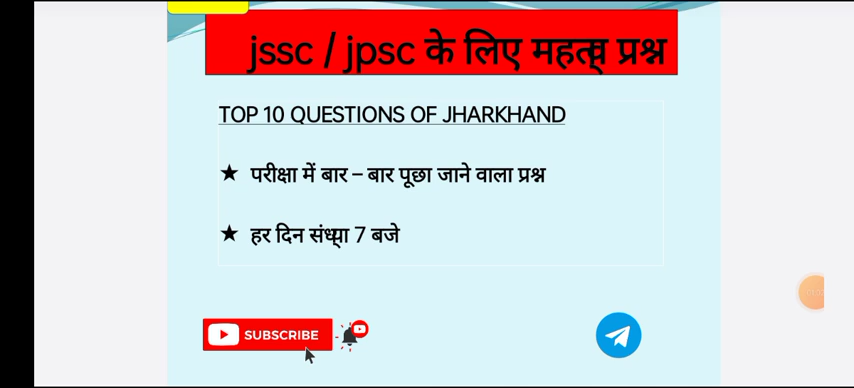 jssc / jpsc के लिए महत्व प्रश्न
TOP 10 QUESTIONS OF JHARKHAND
★ परीक्षा में बार – बार पूछा जाने वाला प्रश्न
★ हर दिन संध्या 7 बजे
SUBSCRIBE